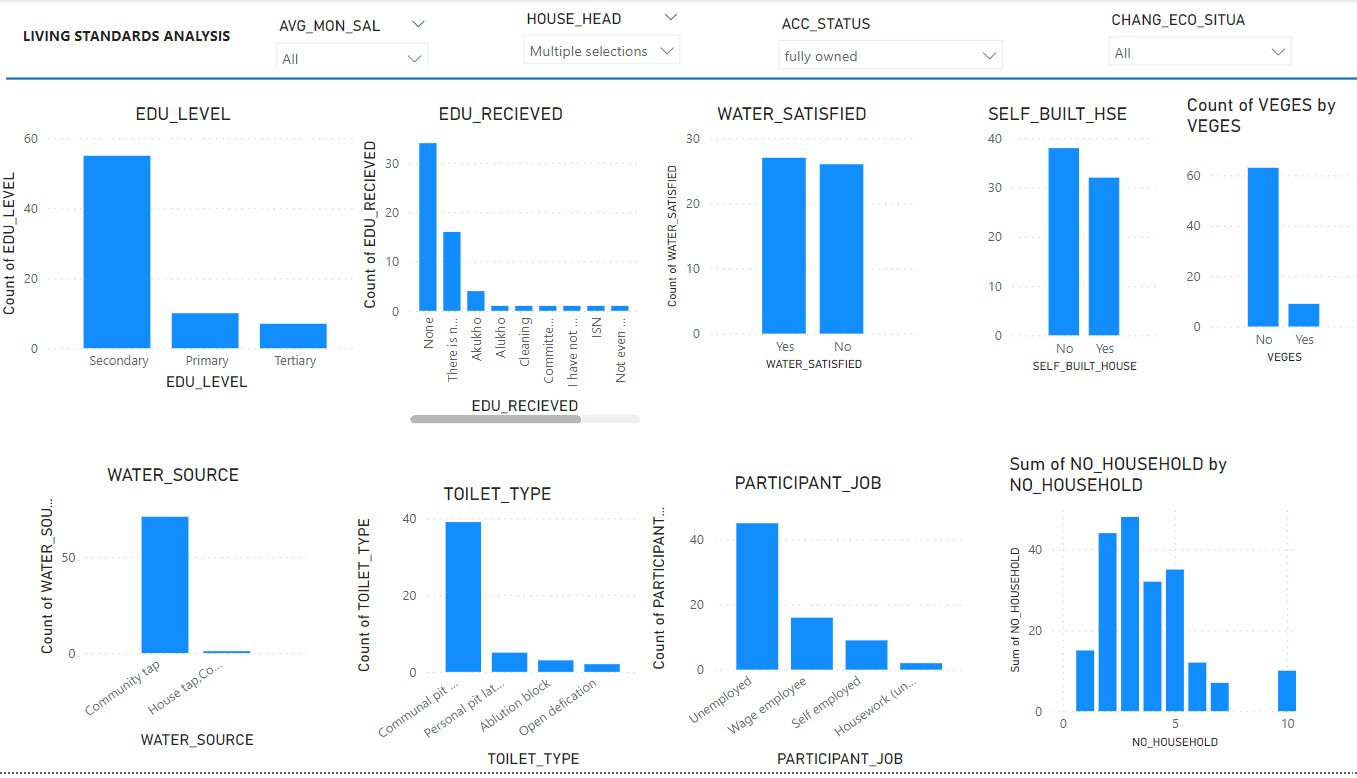 LIVING STANDARDS ANALYSIS
AVG_MON_SAL
All
HOUSE_HEAD
Multiple selections
ACC_STATUS
fully owned
CHANG_ECO_SITUA
All
EDU_LEVEL
Count of EDU_LEVEL
60
40
20
0
Secondary
Primary
Tertiary
EDU_LEVEL
EDU_RECIEVED
Count of EDU_RECIEVED
30
20
10
0
None
There is n...
Akukho
Alukho
Cleaning
Committe...
I have not ...
ISN
Not even ...
EDU_RECIEVED
WATER_SATISFIED
Count of WATER_SATISFIED
30
20
10
0
Yes
No
WATER_SATISFIED
SELF_BUILT_HSE
40
30
20
10
0
No
Yes
SELF_BUILT_HOUSE
Count of VEGES by
VEGES
60
40
20
0
No
Yes
VEGES
WATER_SOURCE
Count of WATER_SOU...
50
0
Community tap
House tap,Co...
WATER_SOURCE
TOILET_TYPE
Count of TOILET_TYPE
40
20
0
Communal pit ...
Personal pit lat...
Ablution block
Open defication
TOILET_TYPE
PARTICIPANT_JOB
Count of PARTICIPANT...
40
20
0
Unemployed
Wage employee
Self employed
Housework (un...
PARTICIPANT_JOB
Sum of NO_HOUSEHOLD by
NO_HOUSEHOLD
Sum of NO_HOUSEHOLD
40
20
0
0
5
10
NO_HOUSEHOLD